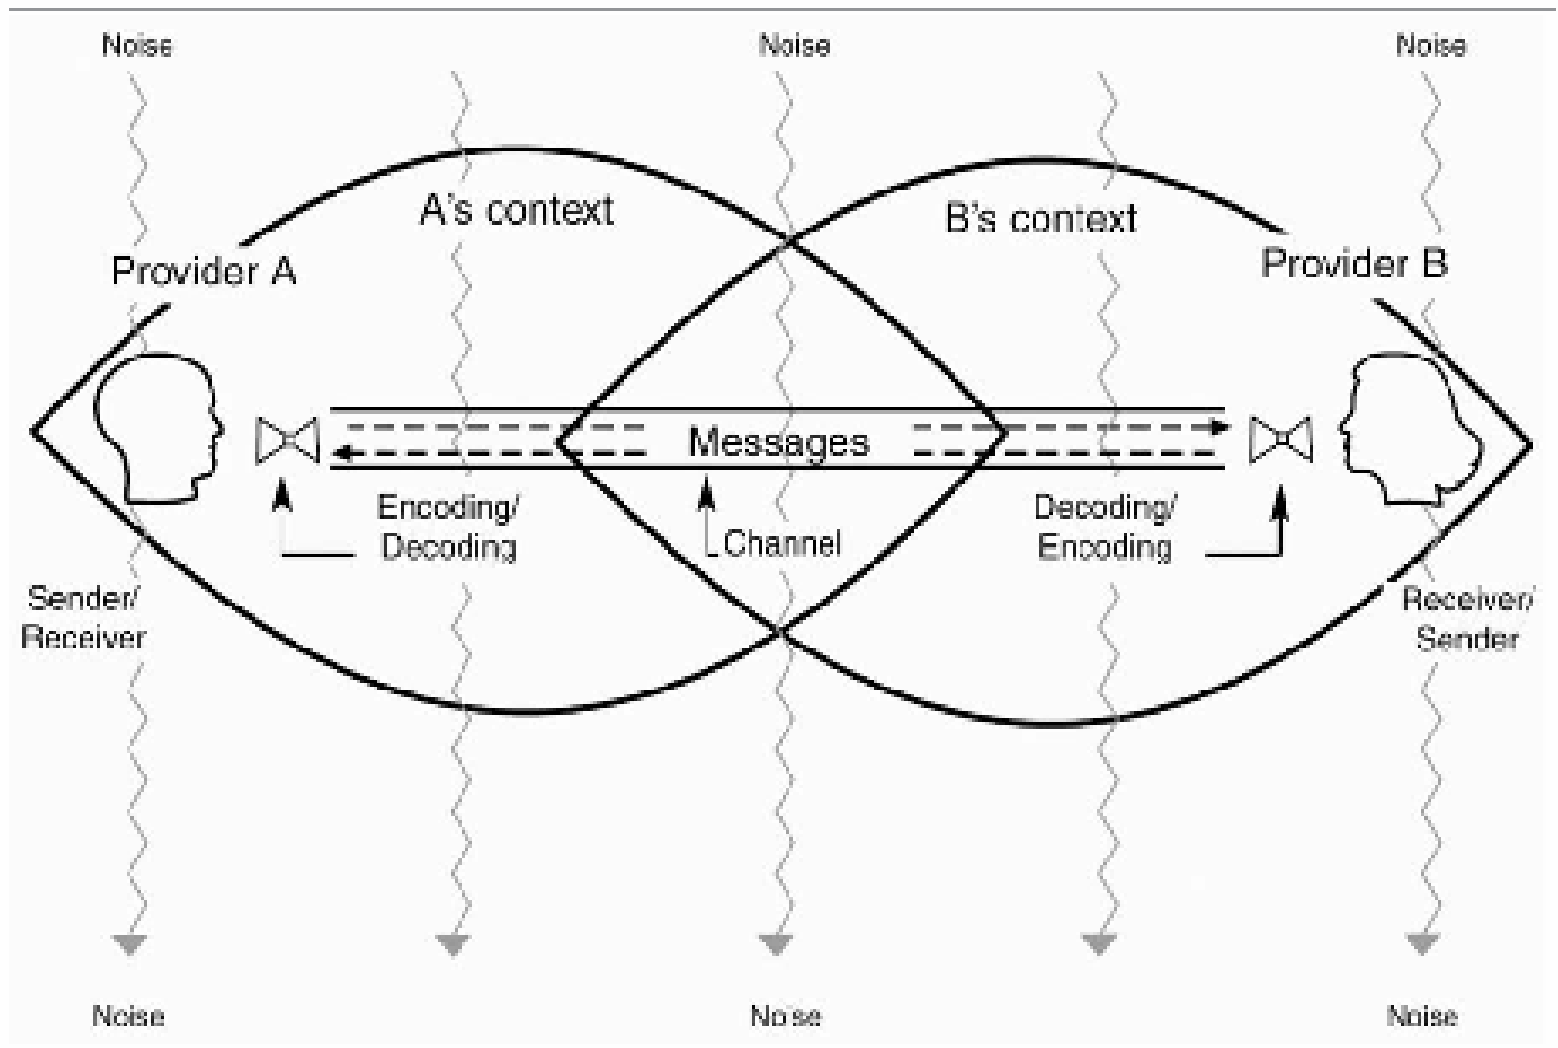 Noise
Noise
Noise
A's context
B's context
Provider A
Provider B
Messages
Encoding/
Decoding
Channel
Decoding/
Encoding
Sender/
Receiver
Receiver/
Sender
Noise
Noise
Noise